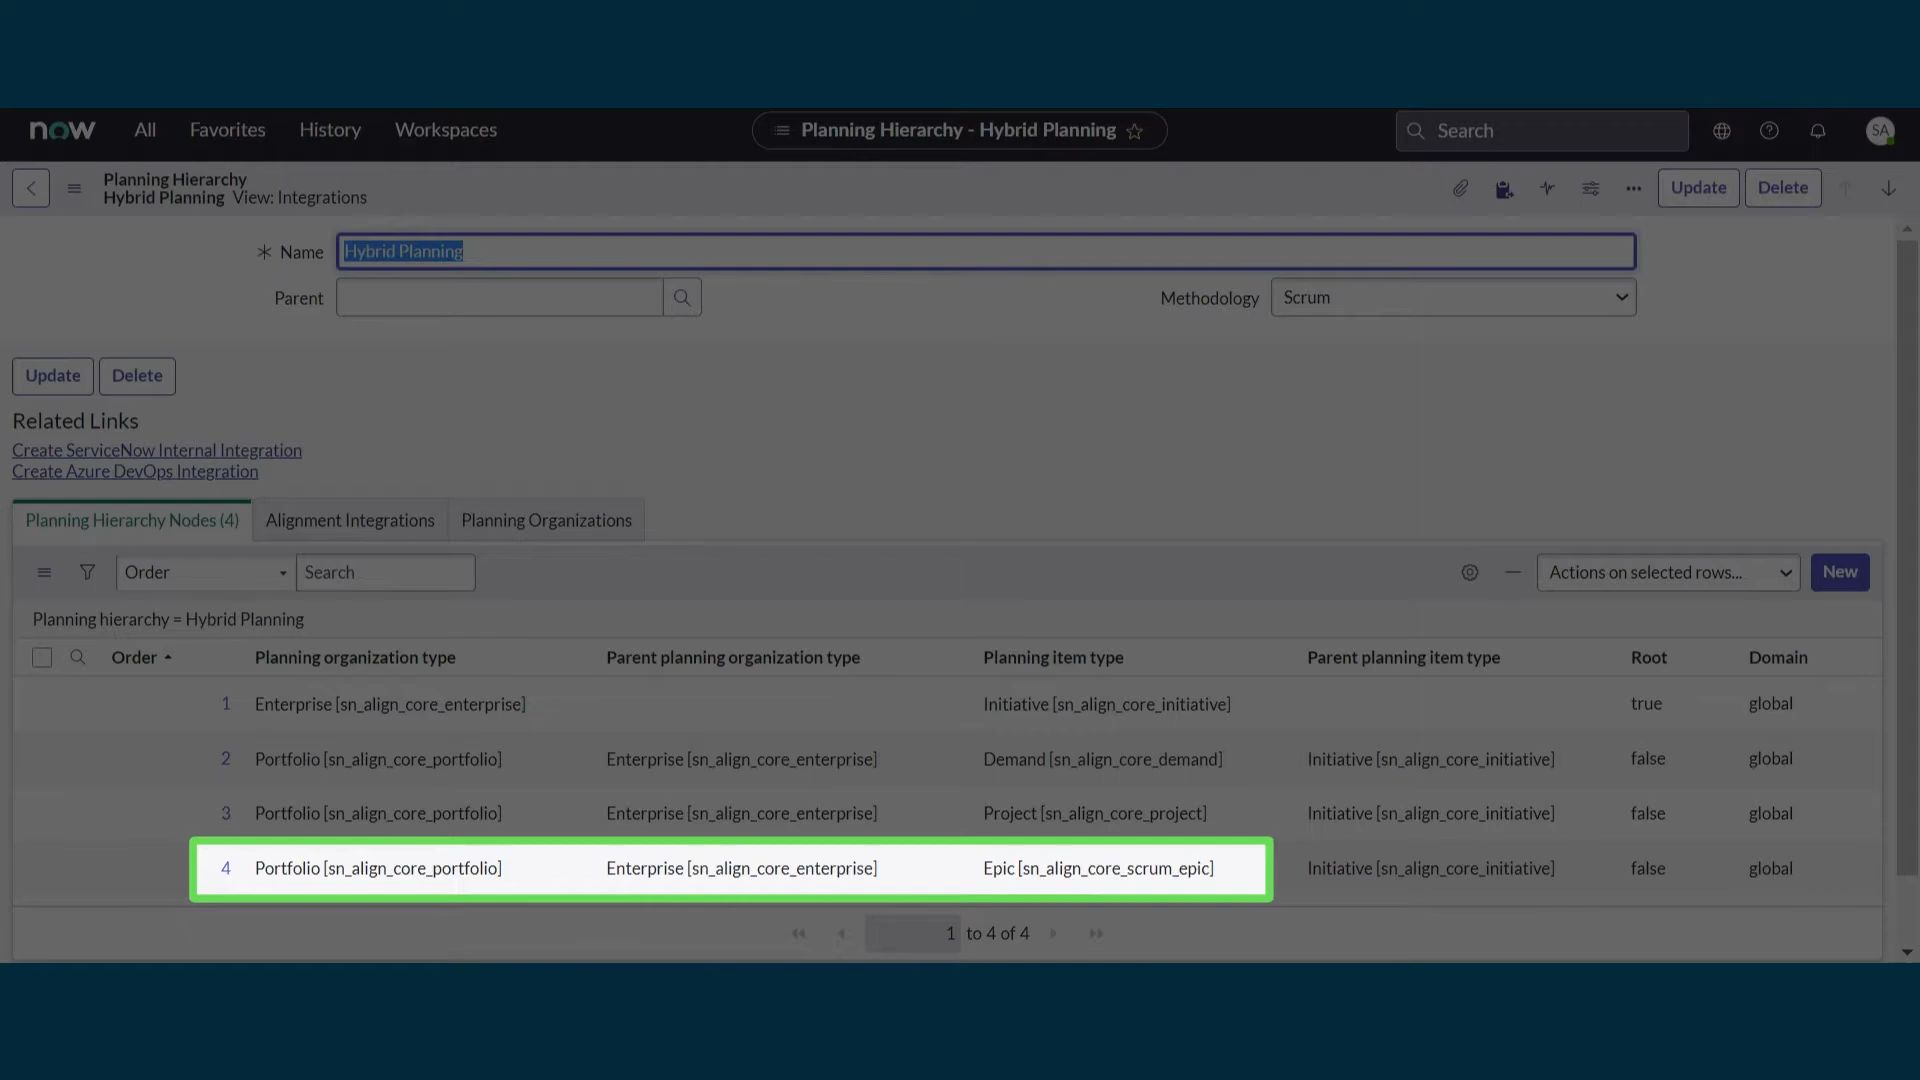 now All Favorites History Workspaces Planning Hierarchy - Hybrid Planning Search SA
Planning Hierarchy
Hybrid Planning View: Integrations
Update Delete
* Name Hybrid Planning
Parent Methodology Scrum
Update Delete
Related Links
Create ServiceNow Internal Integration
Create Azure DevOps Integration
Planning Hierarchy Nodes (4) Alignment Integrations Planning Organizations
Order Search Actions on selected rows... New
Planning hierarchy = Hybrid Planning
Order Planning organization type Parent planning organization type Planning item type Parent planning item type Root Domain
1 Enterprise [sn_align_core_enterprise] Initiative [sn_align_core_initiative] true global
2 Portfolio [sn_align_core_portfolio] Enterprise [sn_align_core_enterprise] Demand [sn_align_core_demand] Initiative [sn_align_core_initiative] false global
3 Portfolio [sn_align_core_portfolio] Enterprise [sn_align_core_enterprise] Project [sn_align_core_project] Initiative [sn_align_core_initiative] false global
4 Portfolio [sn_align_core_portfolio] Enterprise [sn_align_core_enterprise] Epic [sn_align_core_scrum_epic] Initiative [sn_align_core_initiative] false global
1 to 4 of 4